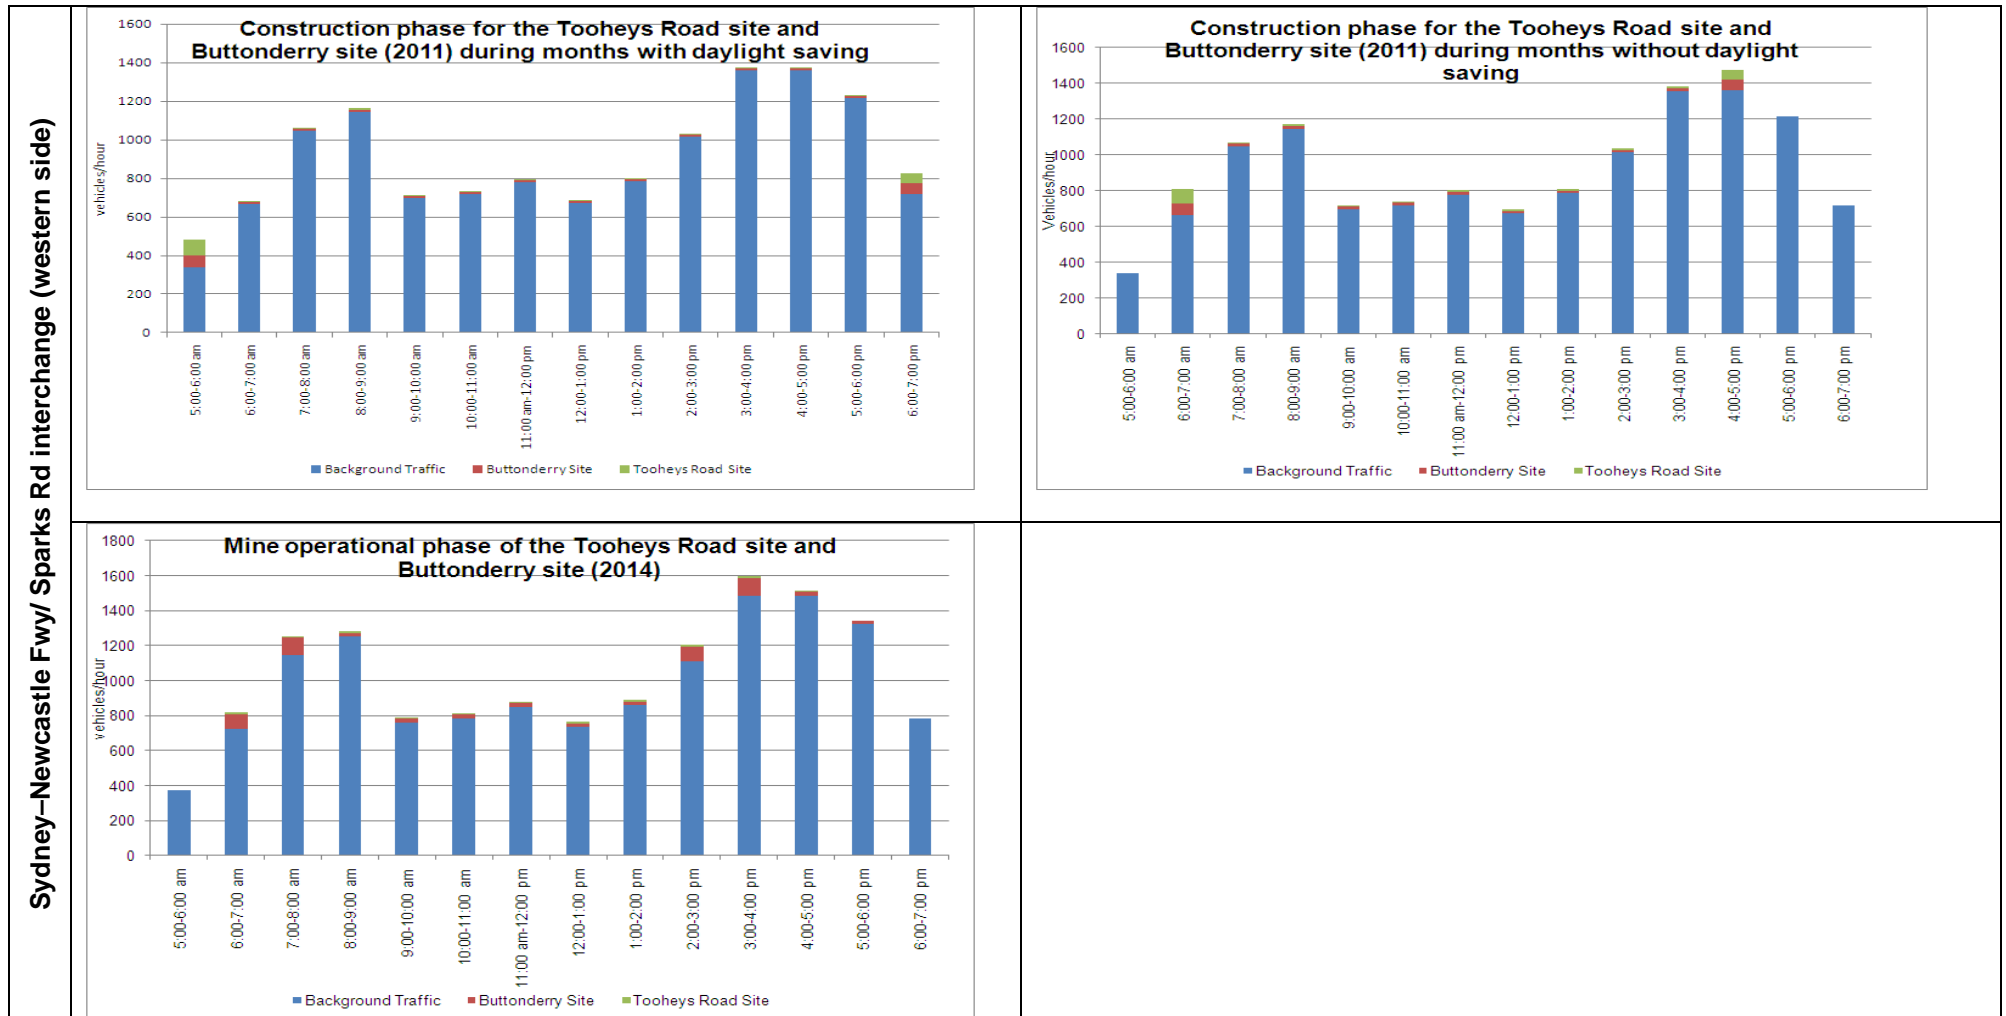 Sydney–Newcastle Fwy/ Sparks Rd interchange (western side)
Construction phase for the Tooheys Road site and
Buttonderry site (2011) during months with daylight saving
vehicles/hour
1600
1400
1200
1000
800
600
400
200
0
5:00-6:00 am
6:00-7:00 am
7:00-8:00 am
8:00-9:00 am
9:00-10:00 am
10:00-11:00 am
11:00 am-12:00 pm
12:00-1:00 pm
1:00-2:00 pm
2:00-3:00 pm
3:00-4:00 pm
4:00-5:00 pm
5:00-6:00 pm
6:00-7:00 pm
Background Traffic Buttonderry Site Tooheys Road Site
Construction phase for the Tooheys Road site and
Buttonderry site (2011) during months without daylight
saving
Vehicles/hour
1600
1400
1200
1000
800
600
400
200
0
5:00-6:00 am
6:00-7:00 am
7:00-8:00 am
8:00-9:00 am
9:00-10:00 am
10:00-11:00 am
11:00 am-12:00 pm
12:00-1:00 pm
1:00-2:00 pm
2:00-3:00 pm
3:00-4:00 pm
4:00-5:00 pm
5:00-6:00 pm
6:00-7:00 pm
Background Traffic Buttonderry Site Tooheys Road Site
Mine operational phase of the Tooheys Road site and
Buttonderry site (2014)
vehicles/hour
1800
1600
1400
1200
1000
800
600
400
200
0
5:00-6:00 am
6:00-7:00 am
7:00-8:00 am
8:00-9:00 am
9:00-10:00 am
10:00-11:00 am
11:00 am-12:00 pm
12:00-1:00 pm
1:00-2:00 pm
2:00-3:00 pm
3:00-4:00 pm
4:00-5:00 pm
5:00-6:00 pm
6:00-7:00 pm
Background Traffic Buttonderry Site Tooheys Road Site